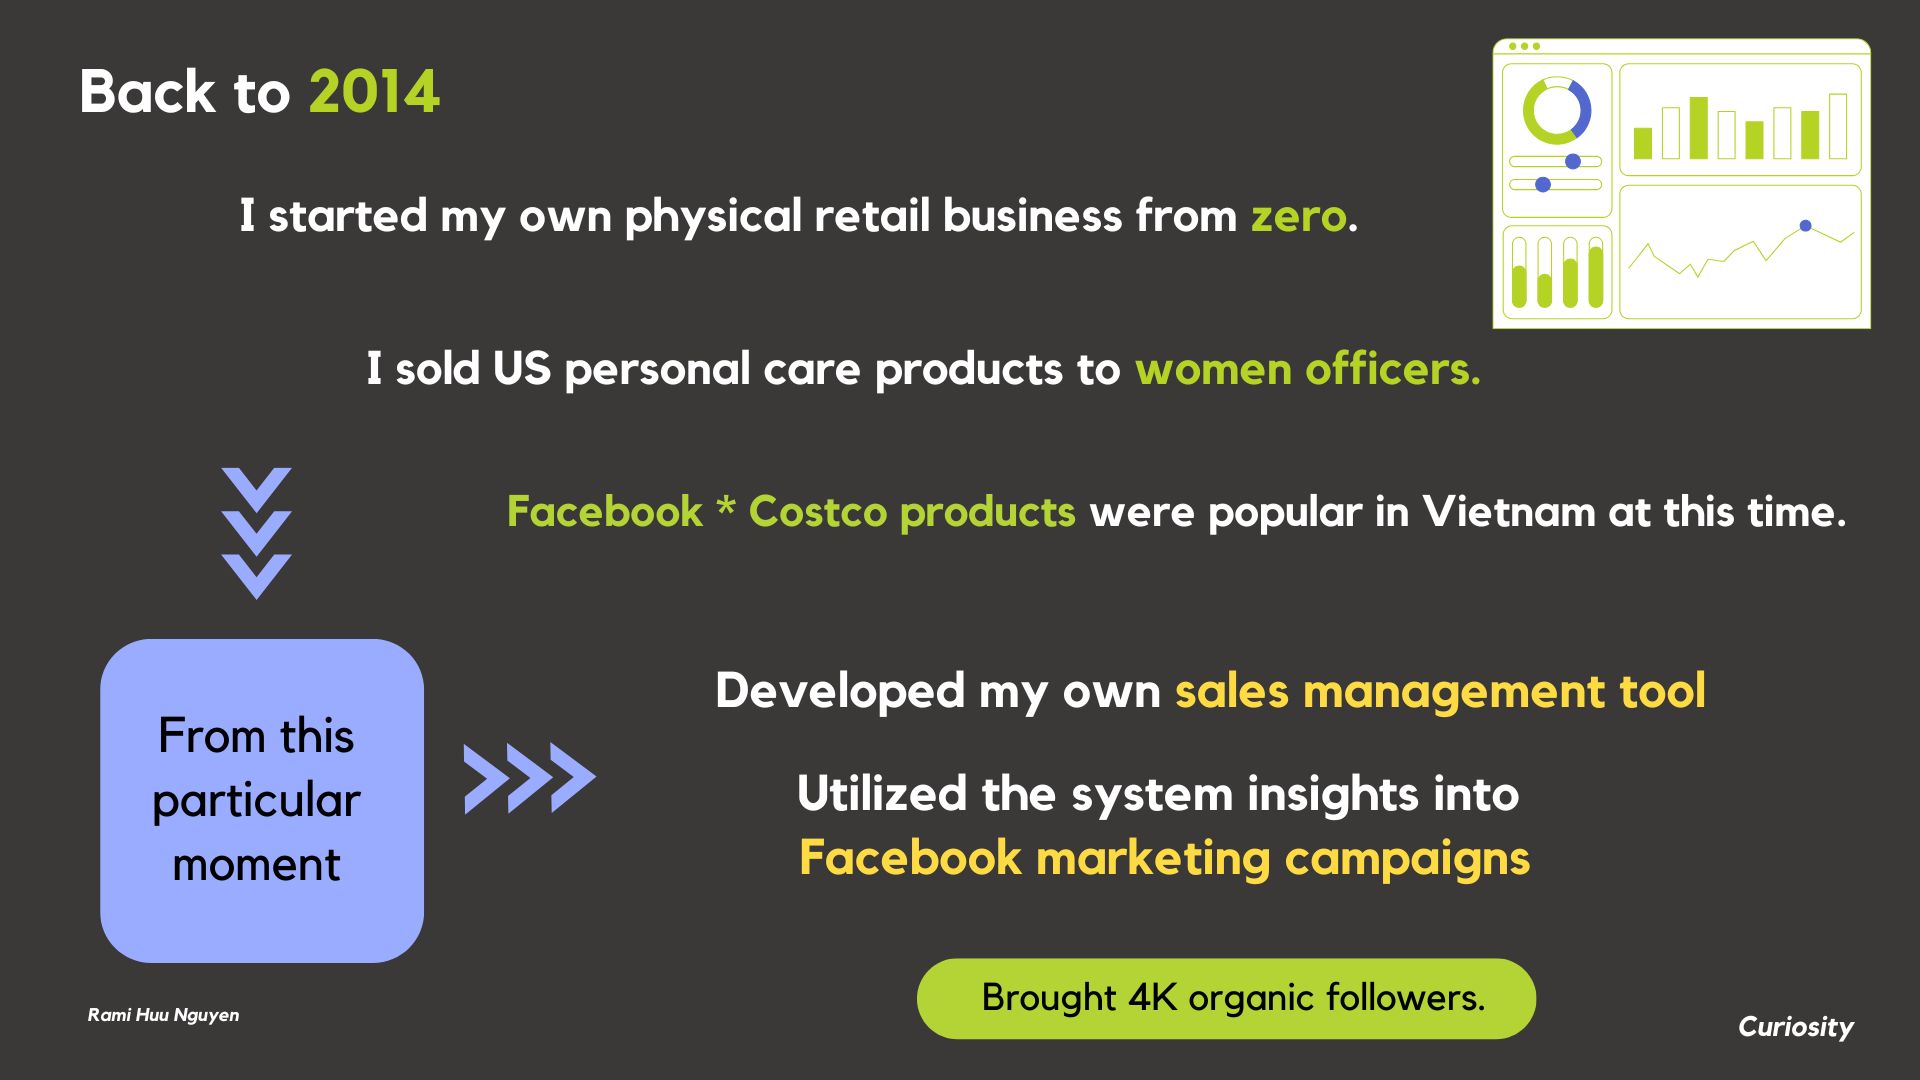 Back to 2014
I started my own physical retail business from zero.
I sold US personal care products to women officers.
Facebook * Costco products were popular in Vietnam at this time.
From this
particular
moment
Developed my own sales management tool
Utilized the system insights into
Facebook marketing campaigns
Brought 4K organic followers.
Rami Huu Nguyen
Curiosity